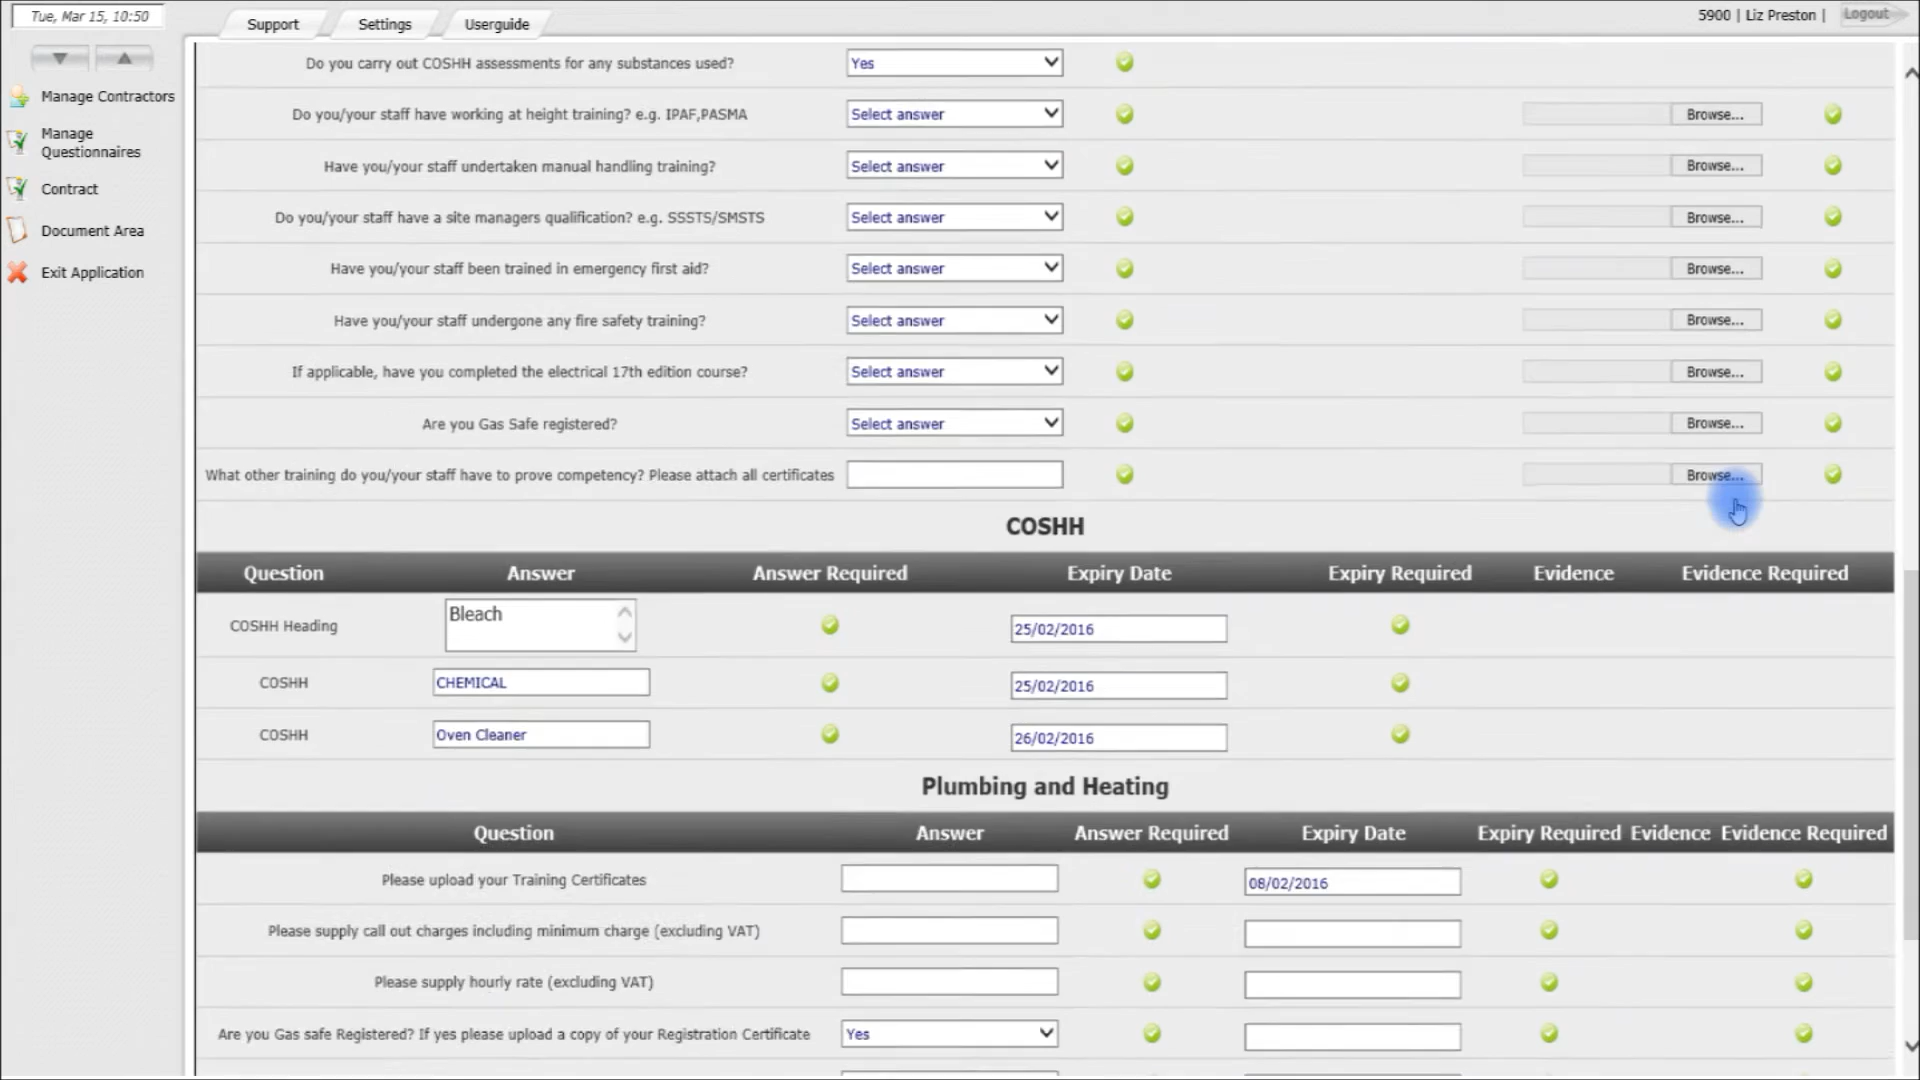 Tue, Mar 15, 10:50
Support
Settings
Userguide
5900 | Liz Preston |
Logout
Manage Contractors
Manage
Questionnaires
Contract
Document Area
Exit Application
Do you carry out COSHH assessments for any substances used?
Yes
Do you/your staff have working at height training? e.g. IPAF,PASMA
Select answer
Browse...
Have you/your staff undertaken manual handling training?
Select answer
Browse...
Do you/your staff have a site managers qualification? e.g. SSSTS/SMSTS
Select answer
Browse...
Have you/your staff been trained in emergency first aid?
Select answer
Browse...
Have you/your staff undergone any fire safety training?
Select answer
Browse...
If applicable, have you completed the electrical 17th edition course?
Select answer
Browse...
Are you Gas Safe registered?
Select answer
Browse...
What other training do you/your staff have to prove competency? Please attach all certificates
Browse...
COSHH
Question
Answer
Answer Required
Expiry Date
Expiry Required
Evidence
Evidence Required
COSHH Heading
Bleach
25/02/2016
COSHH
CHEMICAL
25/02/2016
COSHH
Oven Cleaner
26/02/2016
Plumbing and Heating
Question
Answer
Answer Required
Expiry Date
Expiry Required
Evidence
Evidence Required
Please upload your Training Certificates
08/02/2016
Please supply call out charges including minimum charge (excluding VAT)
Please supply hourly rate (excluding VAT)
Are you Gas safe Registered? If yes please upload a copy of your Registration Certificate
Yes